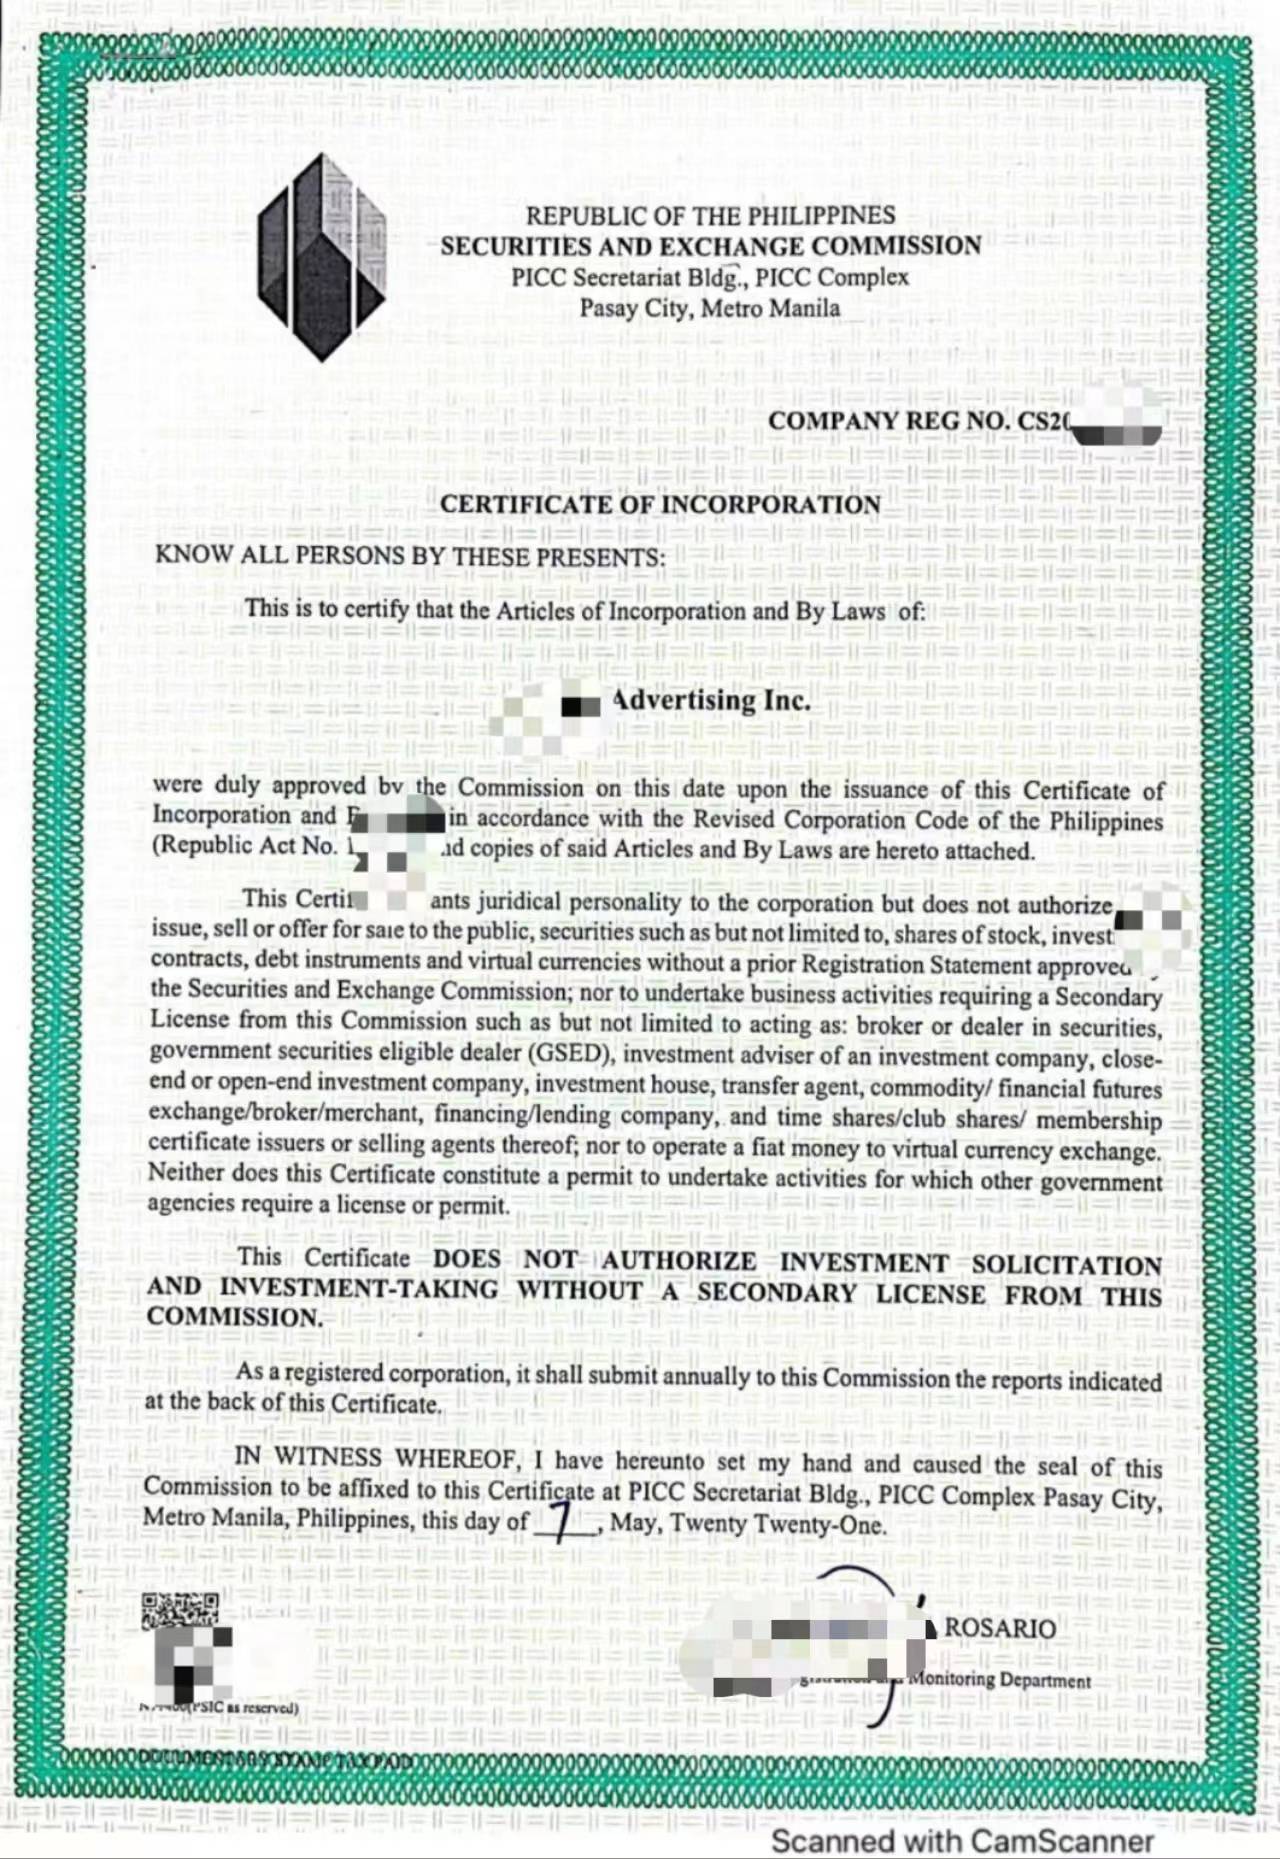 REPUBLIC OF THE PHILIPPINES
SECURITIES AND EXCHANGE COMMISSION
PICC Secretariat Bldg., PICC Complex
Pasay City, Metro Manila
COMPANY REG NO. CS20
CERTIFICATE OF INCORPORATION
KNOW ALL PERSONS BY THESE PRESENTS:
This is to certify that the Articles of Incorporation and By Laws of:
Advertising Inc.
were duly approved by the Commission on this date upon the issuance of this Certificate of
Incorporation and in accordance with the Revised Corporation Code of the Philippines
(Republic Act No. copies of said Articles and By Laws are hereto attached.
This juridical personality to the corporation but does not authorize
issue, sell or offer for sale to the public, securities such as but not limited to, shares of stock,
contracts, debt instruments and virtual currencies without a prior Registration Statement approved
the Securities and Exchange Commission; nor to undertake business activities requiring a Secondary
License from this Commission such as but not limited to acting as: broker or dealer in securities,
government securities eligible dealer (GSED), investment adviser of an investment company, close-
end or open-end investment company, investment house, transfer agent, commodity/ financial futures
exchange/broker/merchant, financing/lending company, and time shares/club shares/ membership
certificate issuers or selling agents thereof; nor to operate a fiat money to virtual currency exchange.
Neither does this Certificate constitute a permit to undertake activities for which other government
agencies require a license or permit.
This Certificate DOES NOT AUTHORIZE INVESTMENT SOLICITATION
AND INVESTMENT-TAKING WITHOUT A SECONDARY LICENSE FROM THIS
COMMISSION.
As a registered corporation, it shall submit annually to this Commission the reports indicated
at the back of this Certificate.
IN WITNESS WHEREOF, I have hereunto set my hand and caused the seal of this
Commission to be affixed to this Certificate at PICC Secretariat Bldg., PICC Complex Pasay City,
Metro Manila, Philippines, this day of 7, May, Twenty Twenty-One.
ROSARIO
Monitoring Department
(PSIC as reserved)
DOCUMENTARY STAMP TAX PAID
Scanned with CamScanner